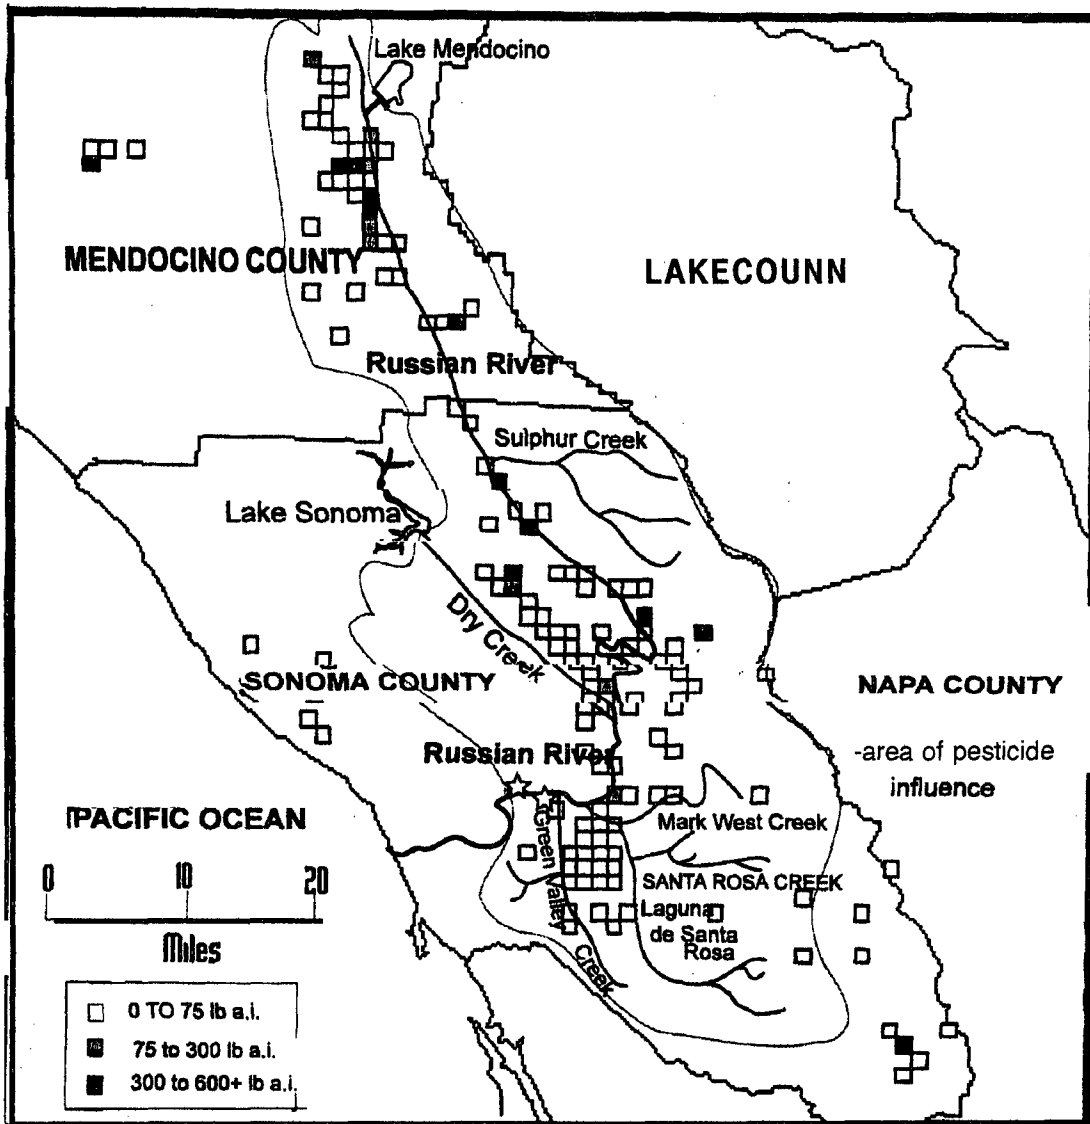 Lake Mendocino
MENDOCINO COUNTY
LAKECOUNN
Russian River
Sulphur Creek
Lake Sonoma
Dry Creek
SONOMA COUNTY
NAPA COUNTY
Russian River
-area of pesticide
influence
PACIFIC OCEAN
Mark West Creek
Green Valley
Creek
SANTA ROSA CREEK
Laguna
de Santa
Rosa
0 10 20
Miles
0 TO 75 lb a.i.
75 to 300 lb a.i.
300 to 600+ lb a.i.